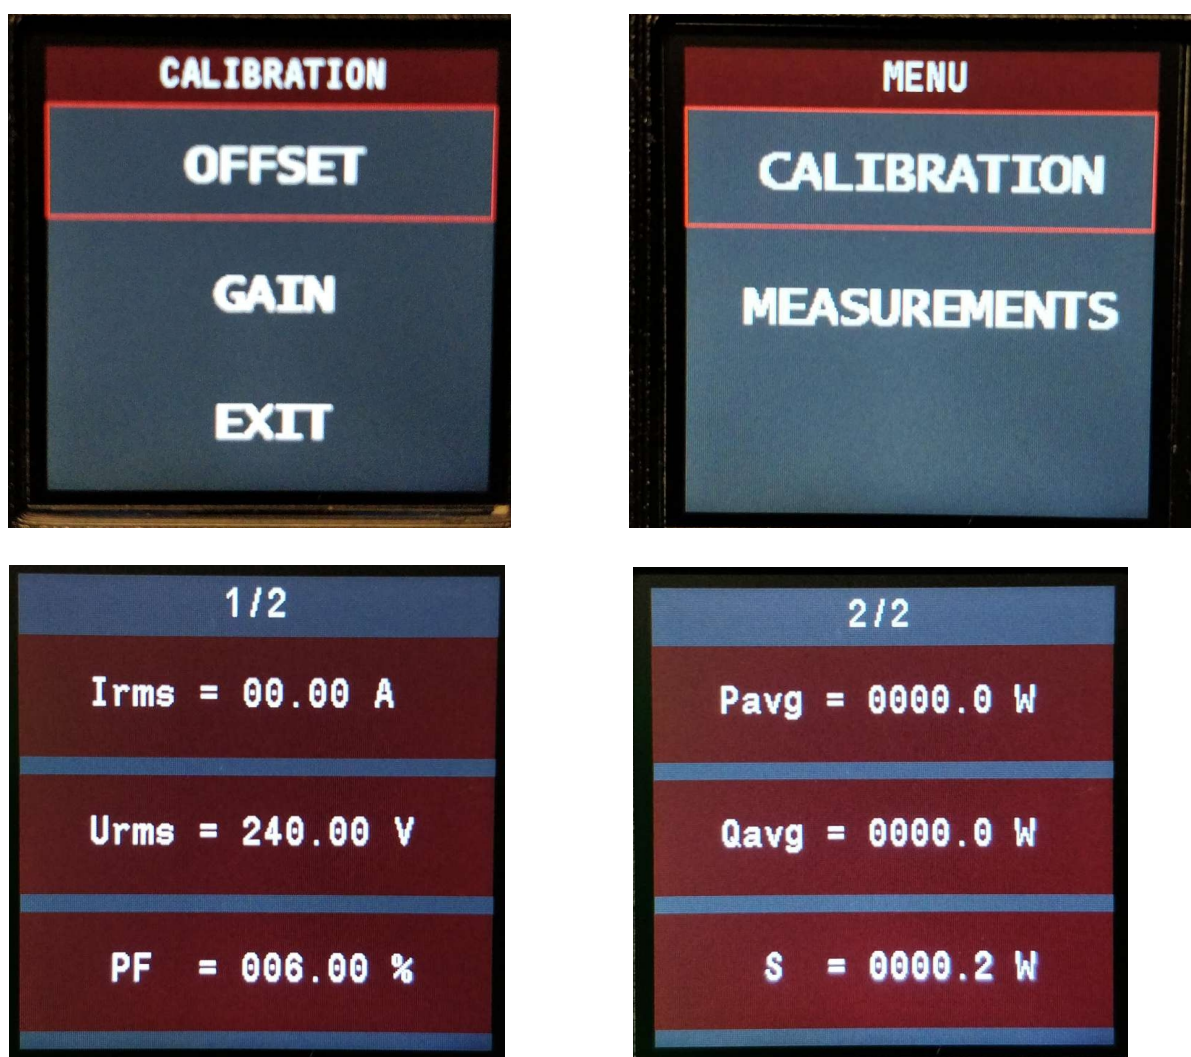 CALIBRATION
OFFSET
GAIN
EXIT
MENU
CALIBRATION
MEASUREMENTS
1/2
Irms = 00.00 A
Urms = 240.00 V
PF = 006.00 %
2/2
Pavg = 0000.0 W
Qavg = 0000.0 W
S = 0000.2 W